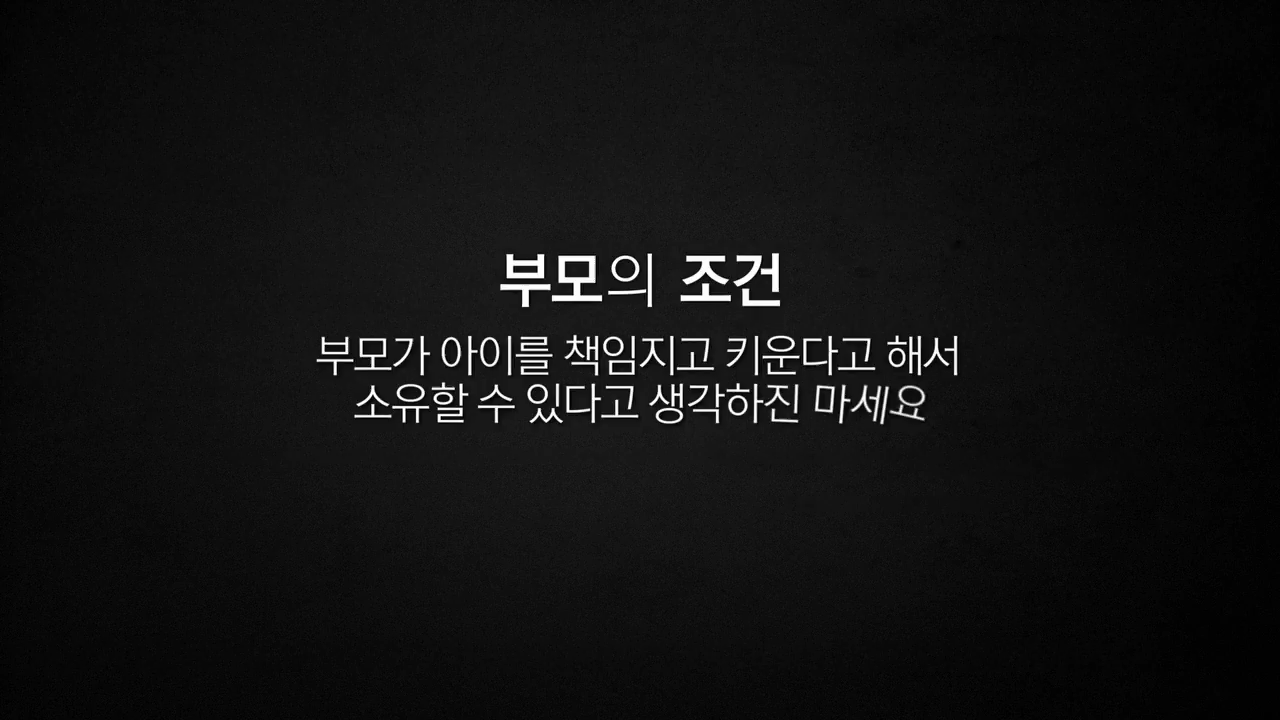 부모의 조건
부모가 아이를 책임지고 키운다고 해서
소유할 수 있다고 생각하진 마세요